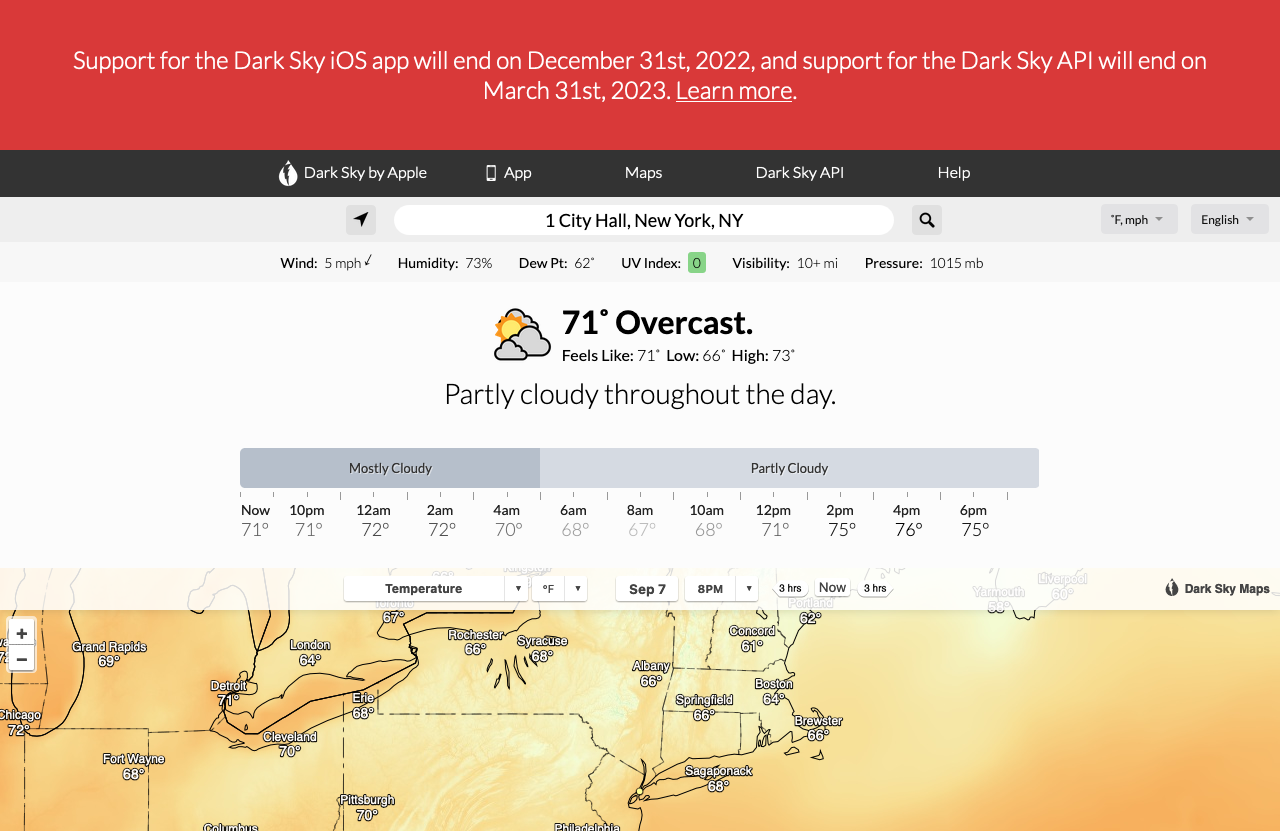 Support for the Dark Sky iOS app will end on December 31st, 2022, and support for the Dark Sky API will end on
March 31st, 2023. Learn more.
Dark Sky by Apple App Maps Dark Sky API Help
1 City Hall, New York, NY
˚F, mph English
Wind: 5 mph Humidity: 73% Dew Pt: 62˚ UV Index: 0 Visibility: 10+ mi Pressure: 1015 mb
71˚ Overcast.
Feels Like: 71˚ Low: 66˚ High: 73˚
Partly cloudy throughout the day.
Mostly Cloudy Partly Cloudy
Now 10pm 12am 2am 4am 6am 8am 10am 12pm 2pm 4pm 6pm
71° 71° 72° 72° 70° 68° 67° 68° 71° 75° 76° 75°
Kingston
66°
Liverpool
60°
Yarmouth
58°
Temperature °F Sep 7 8PM 3 hrs Now 3 hrs
Dark Sky Maps
Toronto
67°
Portland
62°
+
−
Grand Rapids
69°
London
64°
Rochester
66°
Syracuse
68°
Concord
61°
Albany
66°
Detroit
71°
Erie
68°
Springfield
66°
Boston
64°
Chicago
72°
Brewster
66°
Cleveland
70°
Fort Wayne
68°
Sagaponack
68°
Pittsburgh
70°
Columbus
Philadelphia